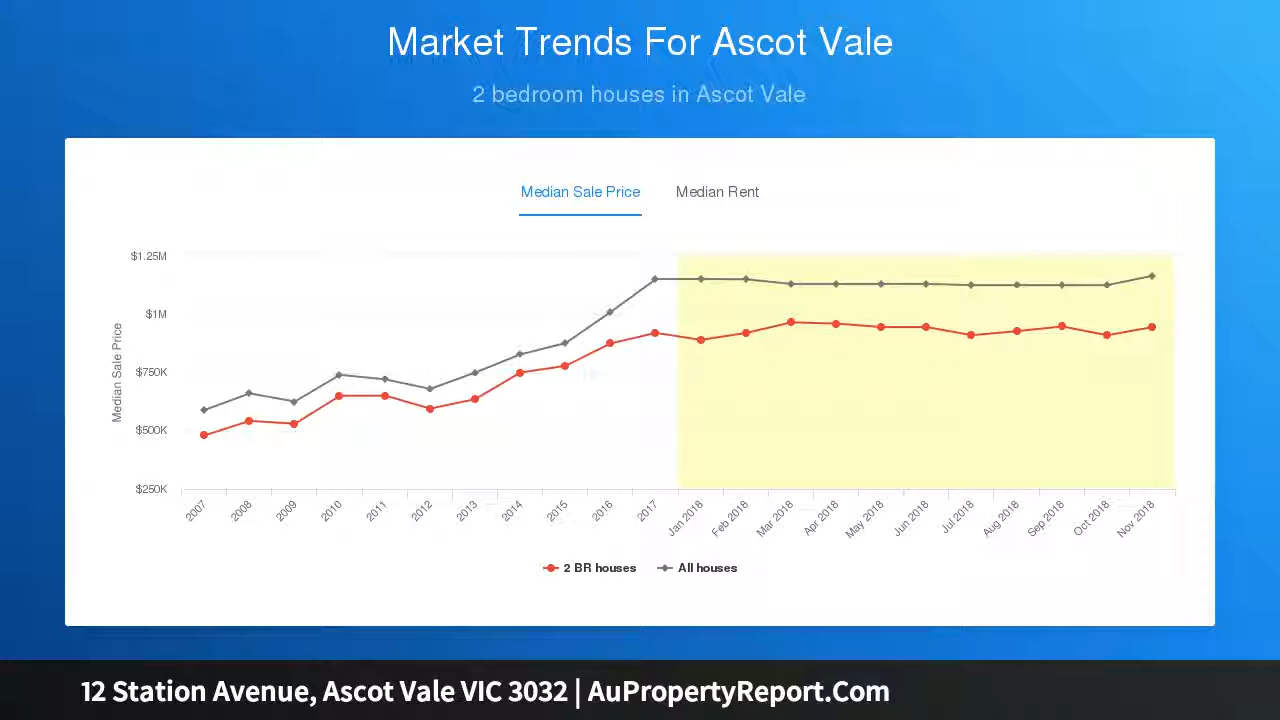 Market Trends For Ascot Vale
2 bedroom houses in Ascot Vale
Median Sale Price
Median Rent
$1.25M
$1M
$750K
$500K
$250K
Median Sale Price
2007
2008
2009
2010
2011
2012
2013
2014
2015
2016
2017
Jan 2018
Feb 2018
Mar 2018
Apr 2018
May 2018
Jun 2018
Jul 2018
Aug 2018
Sep 2018
Oct 2018
Nov 2018
2 BR houses
All houses
12 Station Avenue, Ascot Vale VIC 3032 | AuPropertyReport.Com